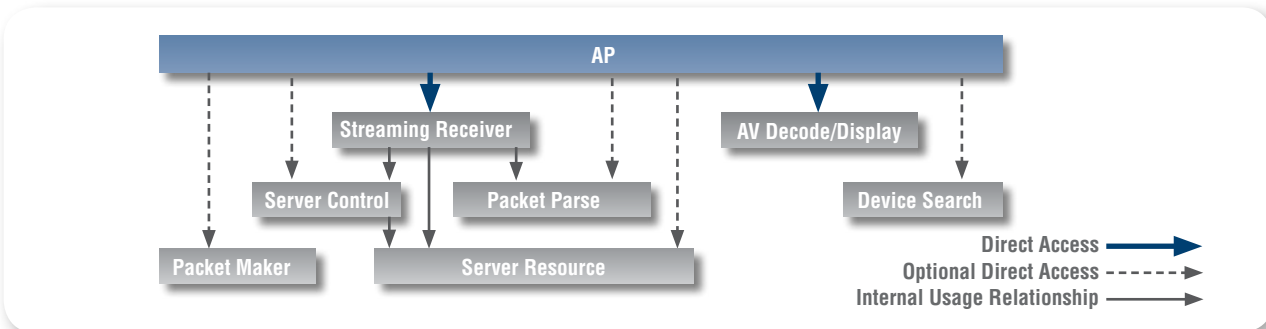 AP
Streaming Receiver
AV Decode/Display
Server Control
Packet Parse
Device Search
Packet Maker
Server Resource
Direct Access
Optional Direct Access
Internal Usage Relationship